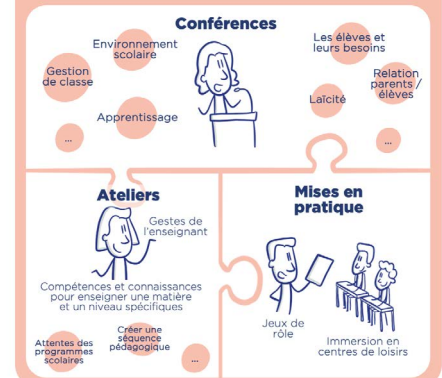 Conférences
Environnement
scolaire
Gestion
de classe
Apprentissage
...
Les élèves et
leurs besoins
Relation
parents /
élèves
Laïcité
...
Ateliers
Gestes de
l'enseignant
Compétences et connaissances
pour enseigner une matière
et un niveau spécifiques
Attentes des
programmes
scolaires
Créer une
séquence
pédagogique
...
Mises en
pratique
Jeux de
rôle
Immersion en
centres de loisirs